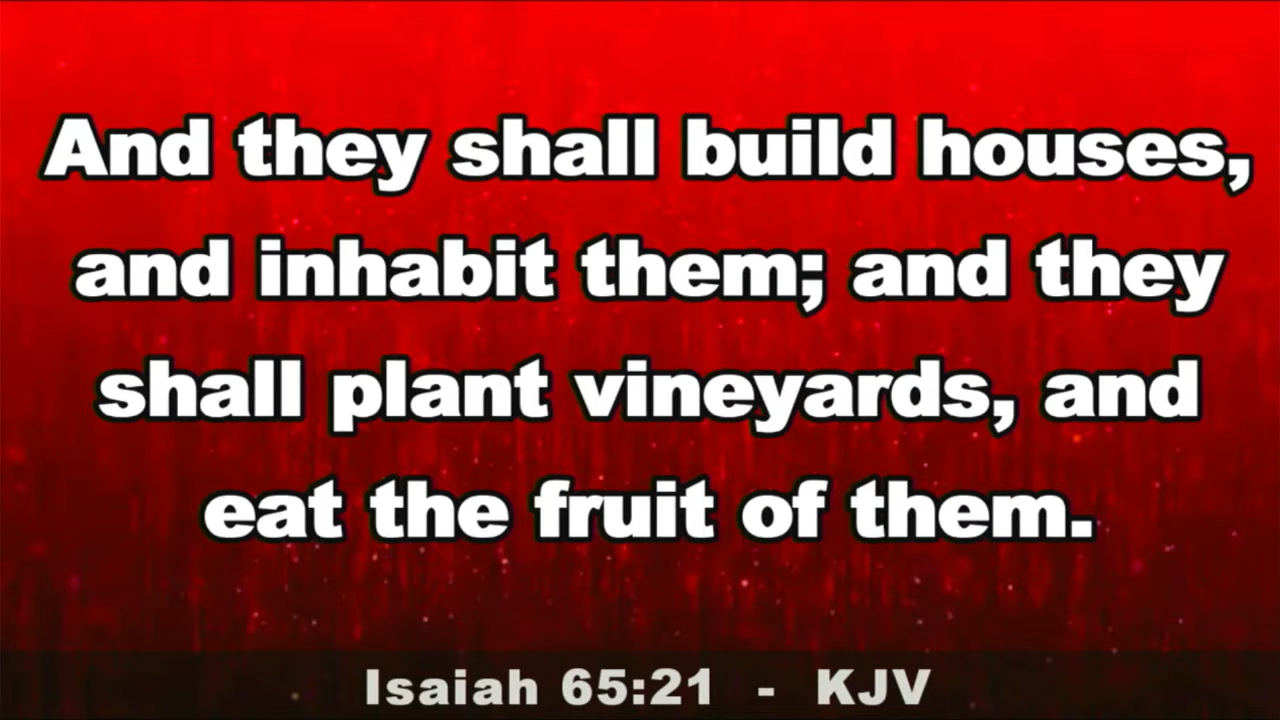 And they shall build houses,
and inhabit them; and they
shall plant vineyards, and
eat the fruit of them.
Isaiah 65:21 - KJV